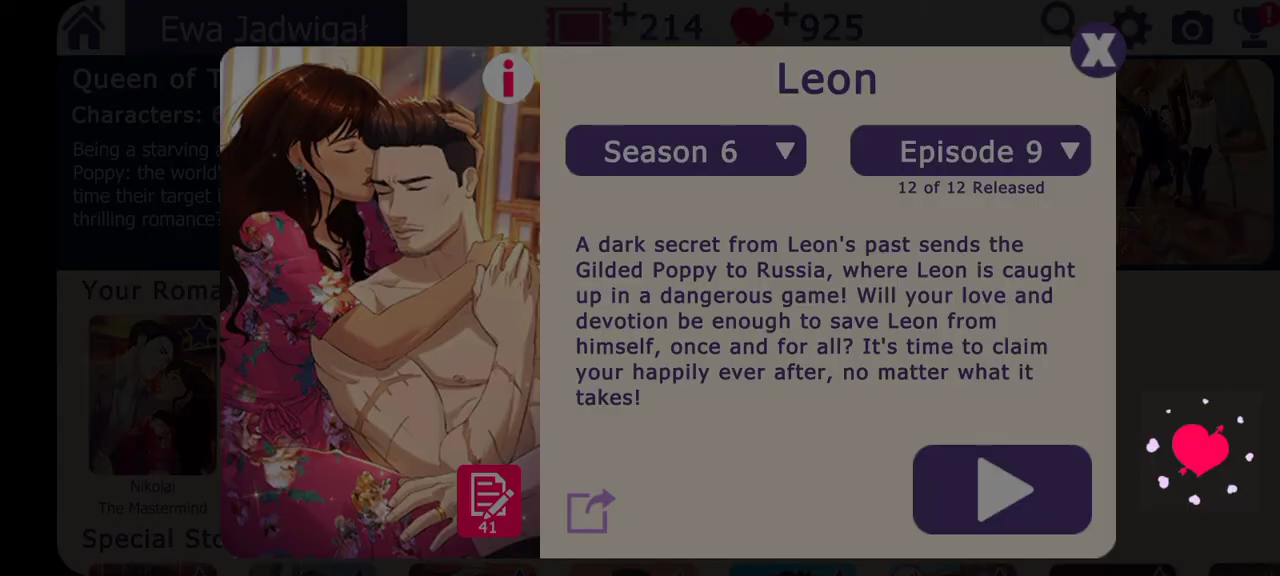 Ewa Jadwigał
+214
+925
Queen of T
Characters: 6
Being a starving a
Poppy: the world'
time their target i
thrilling romance?
Your Roma
Nikolai
The Mastermind
Special Sto
i
41
X
Leon
Season 6
Episode 9
12 of 12 Released
A dark secret from Leon's past sends the
Gilded Poppy to Russia, where Leon is caught
up in a dangerous game! Will your love and
devotion be enough to save Leon from
himself, once and for all? It's time to claim
your happily ever after, no matter what it
takes!